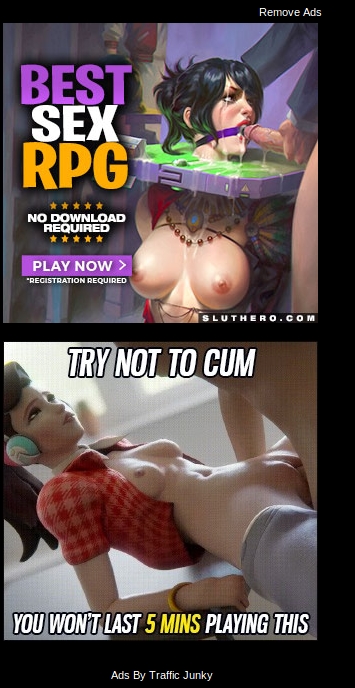 Remove Ads
BEST
SEX
RPG
NO DOWNLOAD
REQUIRED
PLAY NOW >
*REGISTRATION REQUIRED
SLUTHERO.COM
TRY NOT TO CUM
YOU WON'T LAST 5 MINS PLAYING THIS
Ads By Traffic Junky